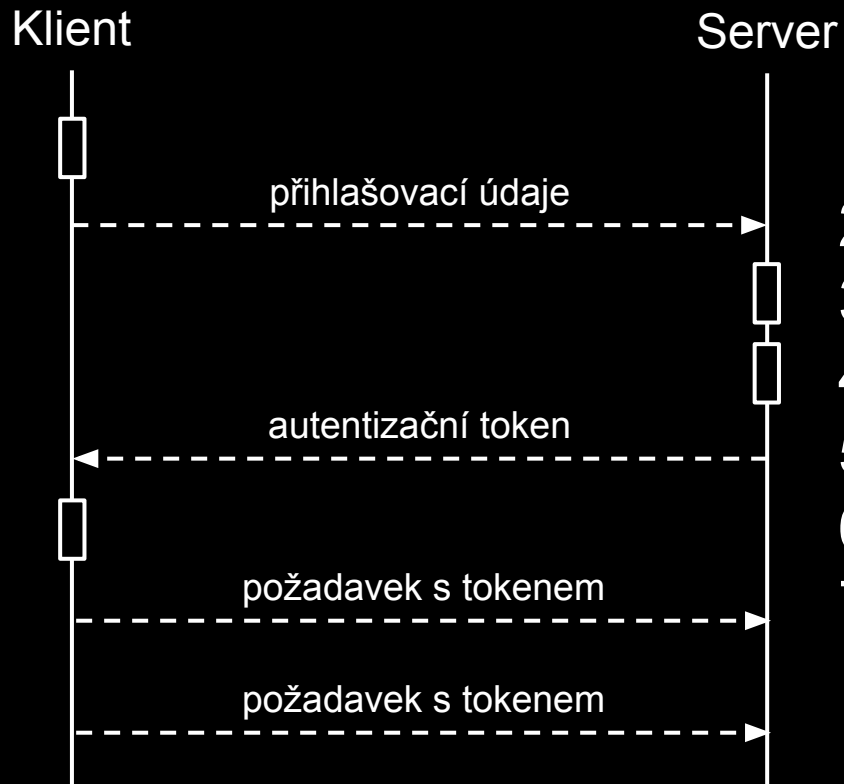 Klient
Server
přihlašovací údaje
autentizační token
požadavek s tokenem
požadavek s tokenem